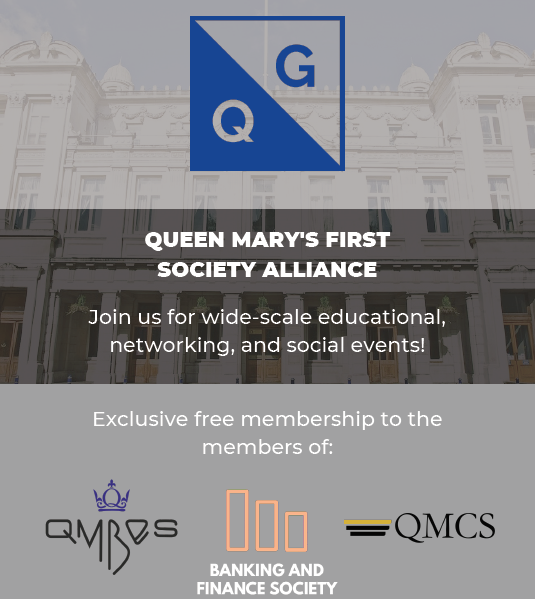 G
Q
QUEEN MARY'S FIRST
SOCIETY ALLIANCE
Join us for wide-scale educational,
networking, and social events!
Exclusive free membership to the
members of:
QMBES
QMCS
BANKING AND
FINANCE SOCIETY